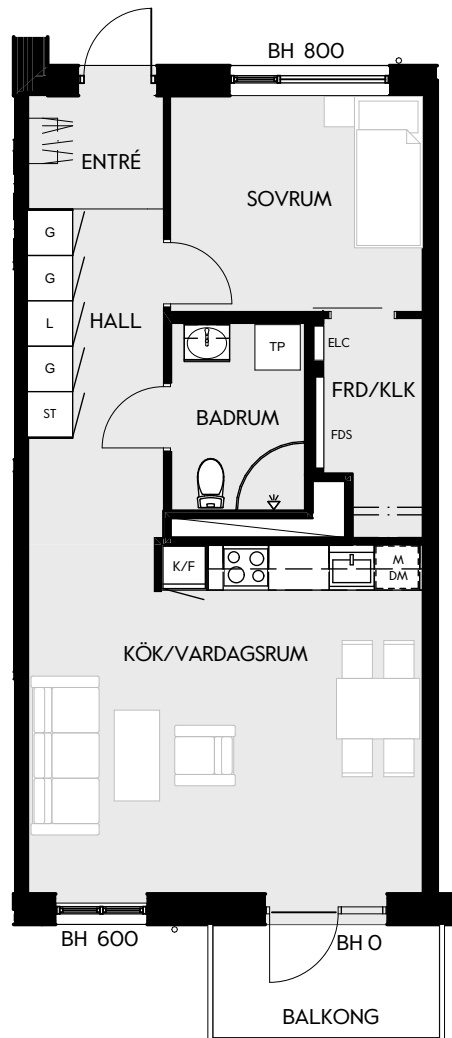 BH 800
ENTRÉ
SOVRUM
G
G
L
HALL
G
ST
TP
ELC
FRD/KLK
BADRUM
FDS
K/F
M
DM
KÖK/VARDAGSRUM
BH 600
BH 0
BALKONG